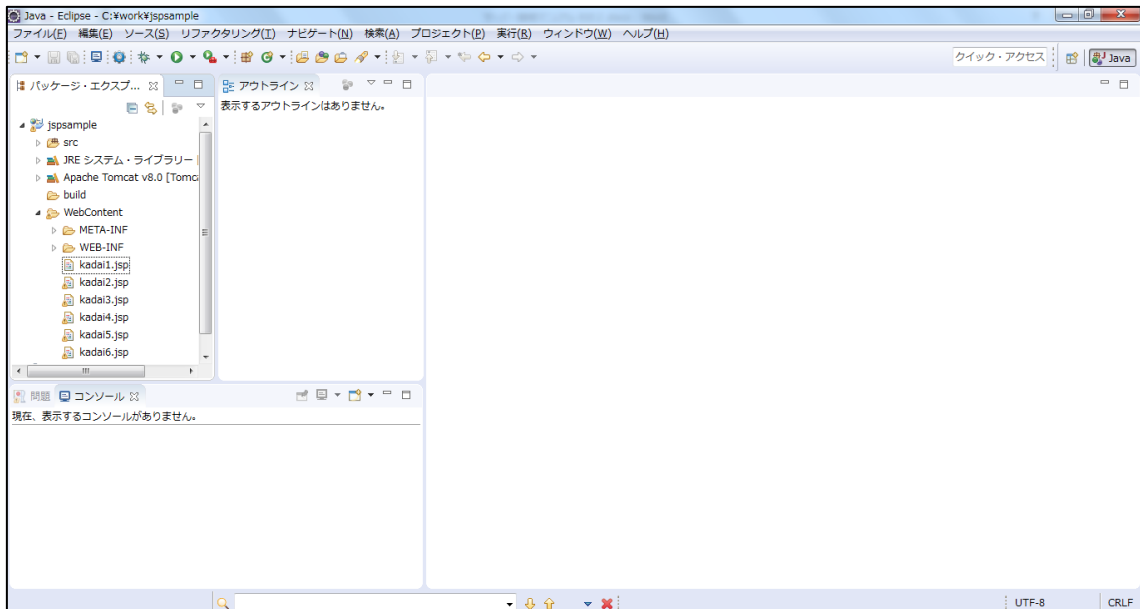 Java - Eclipse - C:¥work¥jspsample
ファイル(F) 編集(E) ソース(S) リファクタリング(T) ナビゲート(N) 検索(A) プロジェクト(P) 実行(R) ウィンドウ(W) ヘルプ(H)
クイック・アクセス
Java
パッケージ・エクスプ...
アウトライン
表示するアウトラインはありません。
jspsample
src
JRE システム・ライブラリー
Apache Tomcat v8.0 [Tomca
build
WebContent
META-INF
WEB-INF
kadai1.jsp
kadai2.jsp
kadai3.jsp
kadai4.jsp
kadai5.jsp
kadai6.jsp
問題 コンソール
現在、表示するコンソールがありません。
UTF-8 CRLF